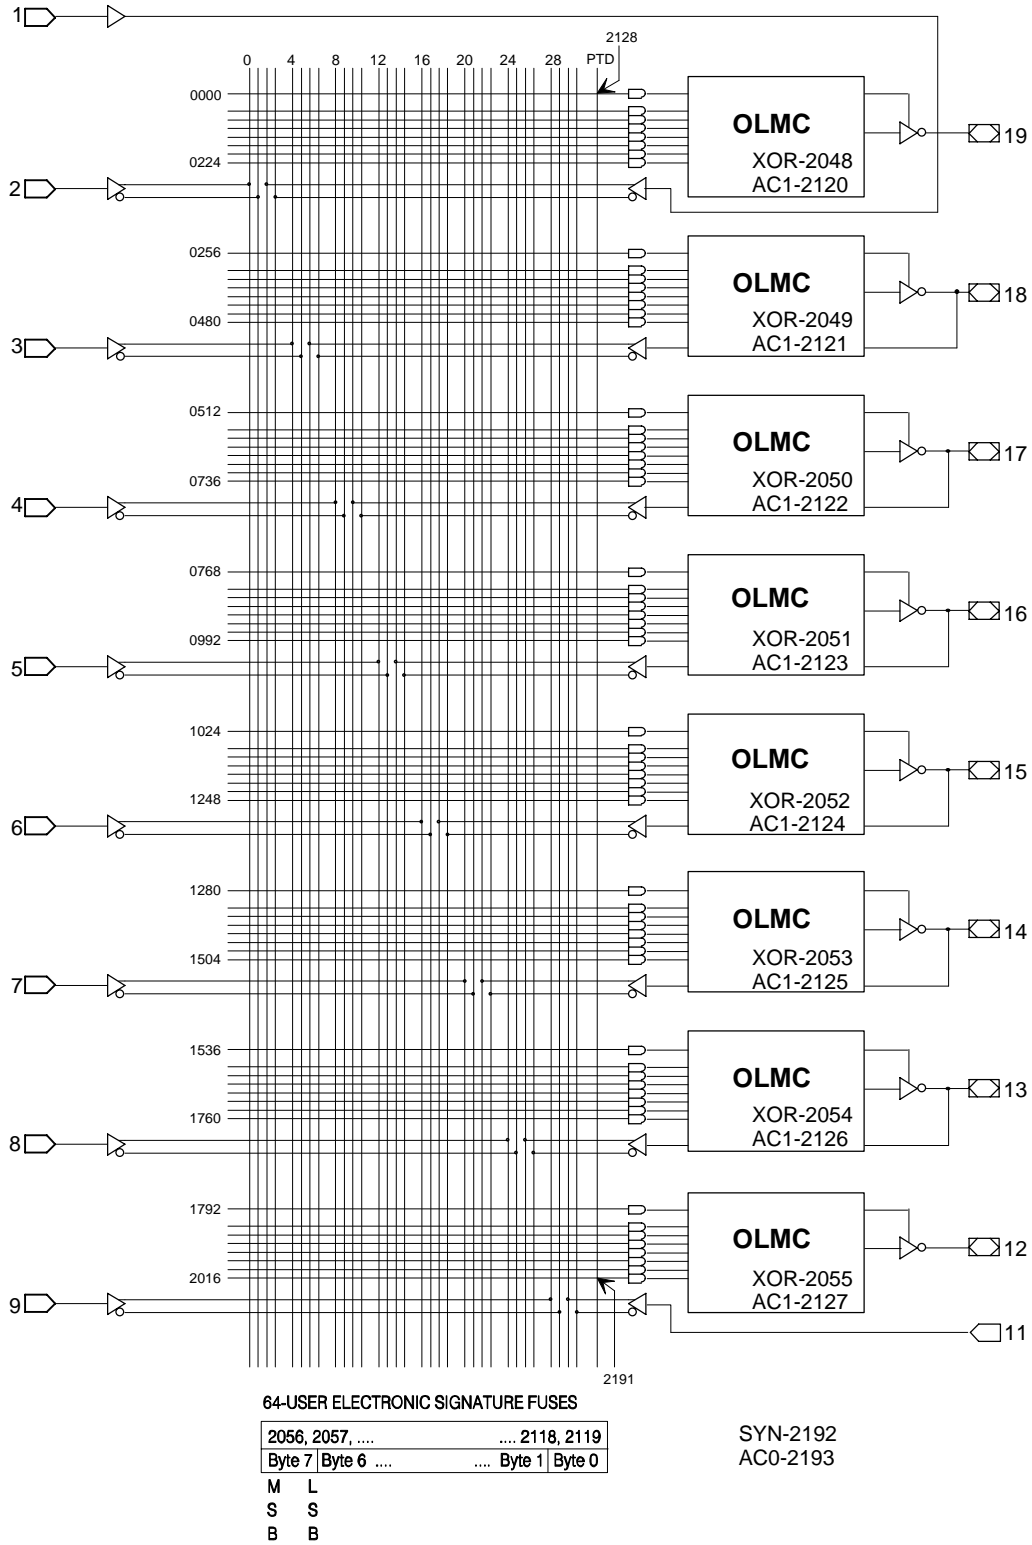 1
2128
0 4 8 12 16 20 24 28 PTD
0000
OLMC
19
XOR-2048
0224
AC1-2120
2
0256
OLMC
18
XOR-2049
0480
AC1-2121
3
0512
OLMC
17
XOR-2050
0736
AC1-2122
4
0768
OLMC
16
XOR-2051
0992
AC1-2123
5
1024
OLMC
15
XOR-2052
1248
AC1-2124
6
1280
OLMC
14
XOR-2053
1504
AC1-2125
7
1536
OLMC
13
XOR-2054
1760
AC1-2126
8
1792
OLMC
12
XOR-2055
2016
AC1-2127
9
11
2191
64-USER ELECTRONIC SIGNATURE FUSES
2056, 2057, .... .... 2118, 2119
Byte 7 Byte 6 .... .... Byte 1 Byte 0
M L
S S
B B
SYN-2192
AC0-2193